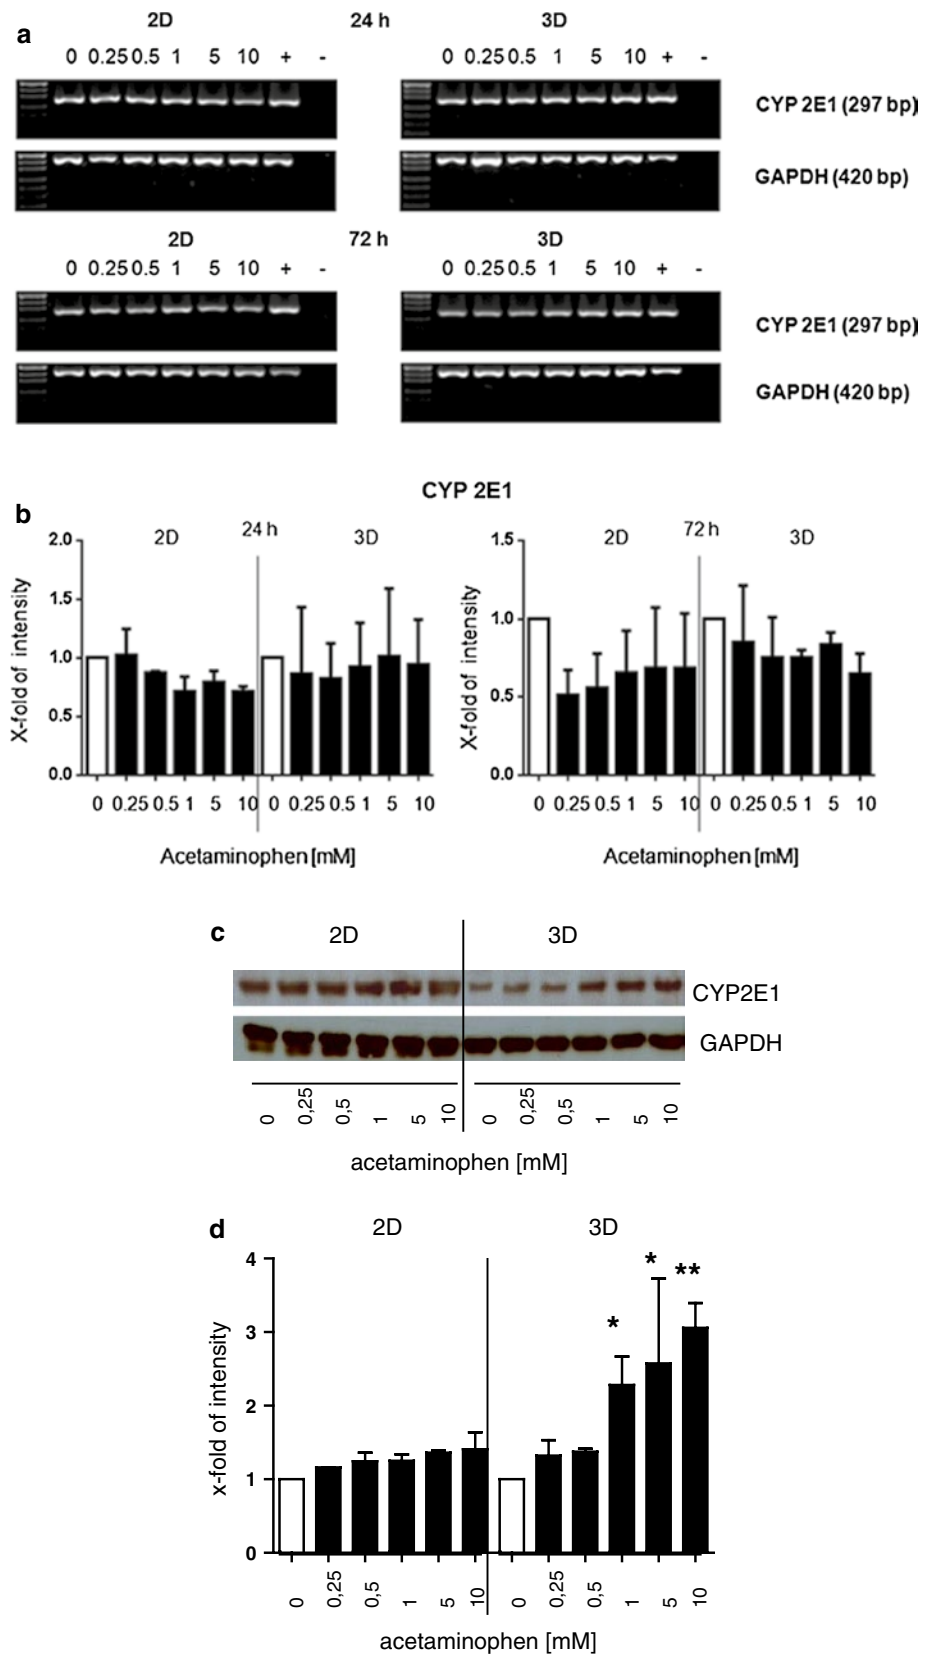 a
2D 24 h 3D
0 0.25 0.5 1 5 10 + - 0 0.25 0.5 1 5 10 + -
CYP 2E1 (297 bp)
GAPDH (420 bp)
2D 72 h 3D
0 0.25 0.5 1 5 10 + - 0 0.25 0.5 1 5 10 + -
CYP 2E1 (297 bp)
GAPDH (420 bp)
CYP 2E1
b
2D 24 h 3D
2.0
1.5
1.0
0.5
0.0
X-fold of intensity
0 0.25 0.5 1 5 10 0 0.25 0.5 1 5 10
Acetaminophen [mM]
2D 72 h 3D
1.5
1.0
0.5
0.0
X-fold of intensity
0 0.25 0.5 1 5 10 0 0.25 0.5 1 5 10
Acetaminophen [mM]
c
2D 3D
CYP2E1
GAPDH
0 0,25 0,5 1 5 10 0 0,25 0,5 1 5 10
acetaminophen [mM]
d
2D 3D
4
3
2
1
0
x-fold of intensity
* * **
0 0,25 0,5 1 5 10 0 0,25 0,5 1 5 10
acetaminophen [mM]